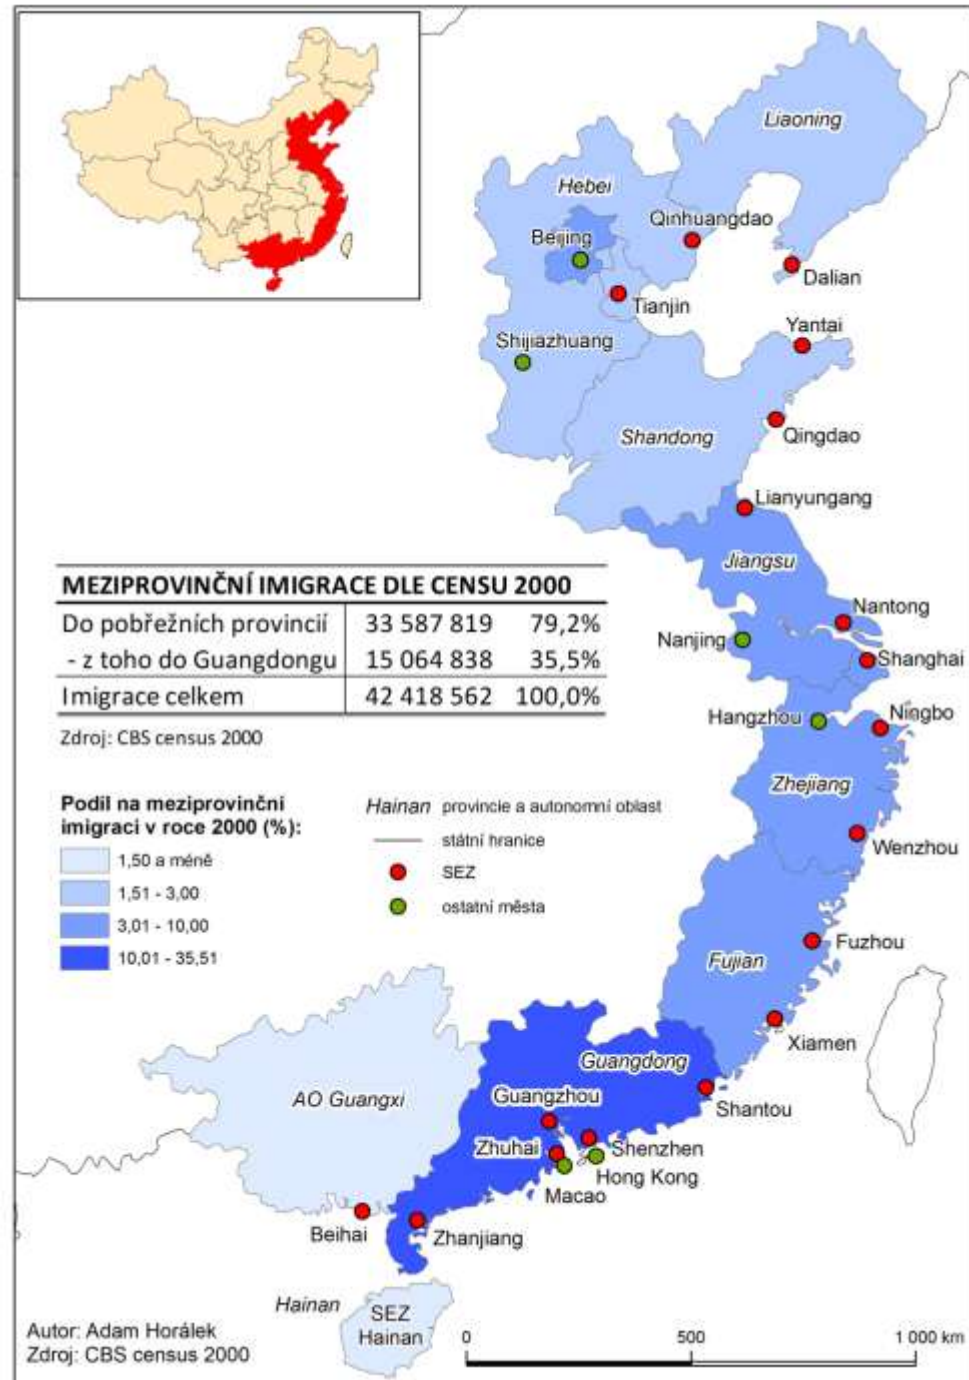 Liaoning
Hebei
Qinhuangdao
Beijing
Dalian
Tianjin
Yantai
Shijiazhuang
Shandong
Qingdao
Lianyungang
Jiangsu
MEZIPROVINČNÍ IMIGRACE DLE CENSU 2000
Do pobřežních provincií 33 587 819 79,2%
- z toho do Guangdongu 15 064 838 35,5%
Imigrace celkem 42 418 562 100,0%
Zdroj: CBS census 2000
Nantong
Nanjing
Shanghai
Hangzhou
Ningbo
Zhejiang
Wenzhou
Podíl na meziprovinční
imigraci v roce 2000 (%):
1,50 a méně
1,51 - 3,00
3,01 - 10,00
10,01 - 35,51
Hainan provincie a autonomní oblast
státní hranice
SEZ
ostatní města
Fuzhou
Fujian
Xiamen
Guangdong
AO Guangxi
Guangzhou
Shantou
Zhuhai
Shenzhen
Hong Kong
Macao
Beihai
Zhanjiang
Hainan
SEZ
Hainan
Autor: Adam Horálek
Zdroj: CBS census 2000
0 500 1 000 km